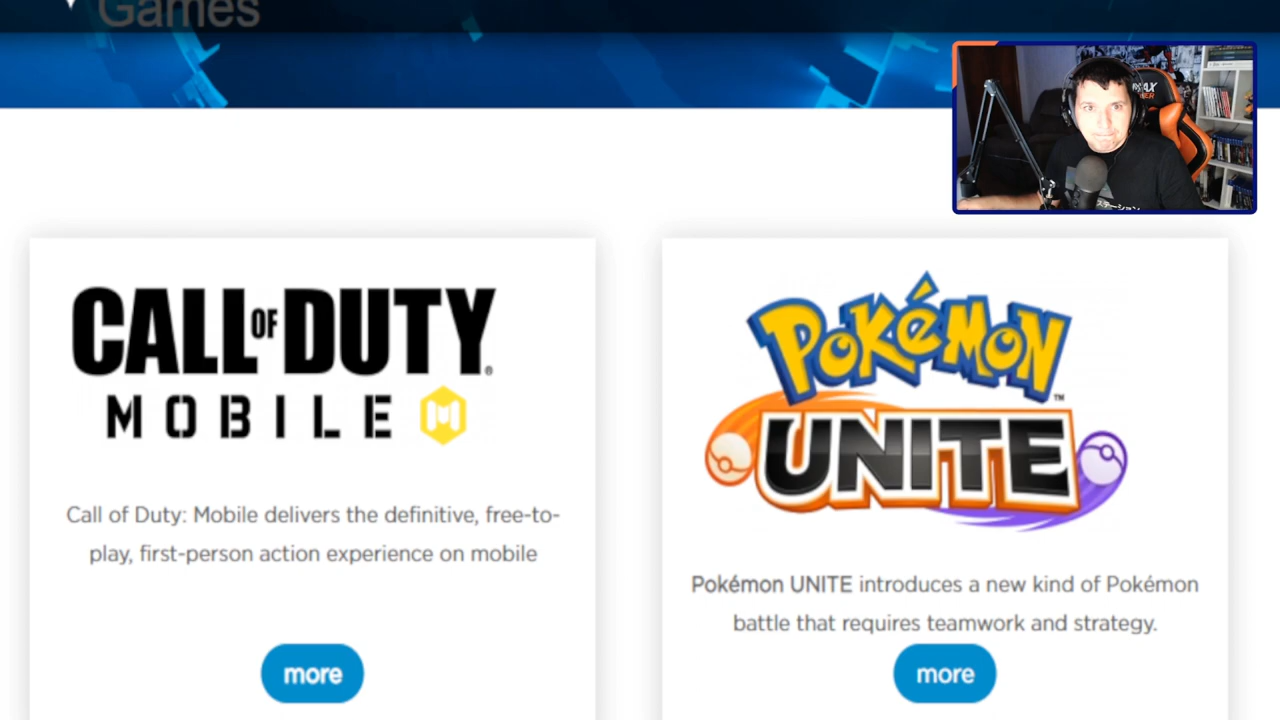 Games
CALL OF DUTY®
MOBILE
Call of Duty: Mobile delivers the definitive, free-to-
play, first-person action experience on mobile
more
POKéMON™
UNITE
Pokémon UNITE introduces a new kind of Pokémon
battle that requires teamwork and strategy.
more